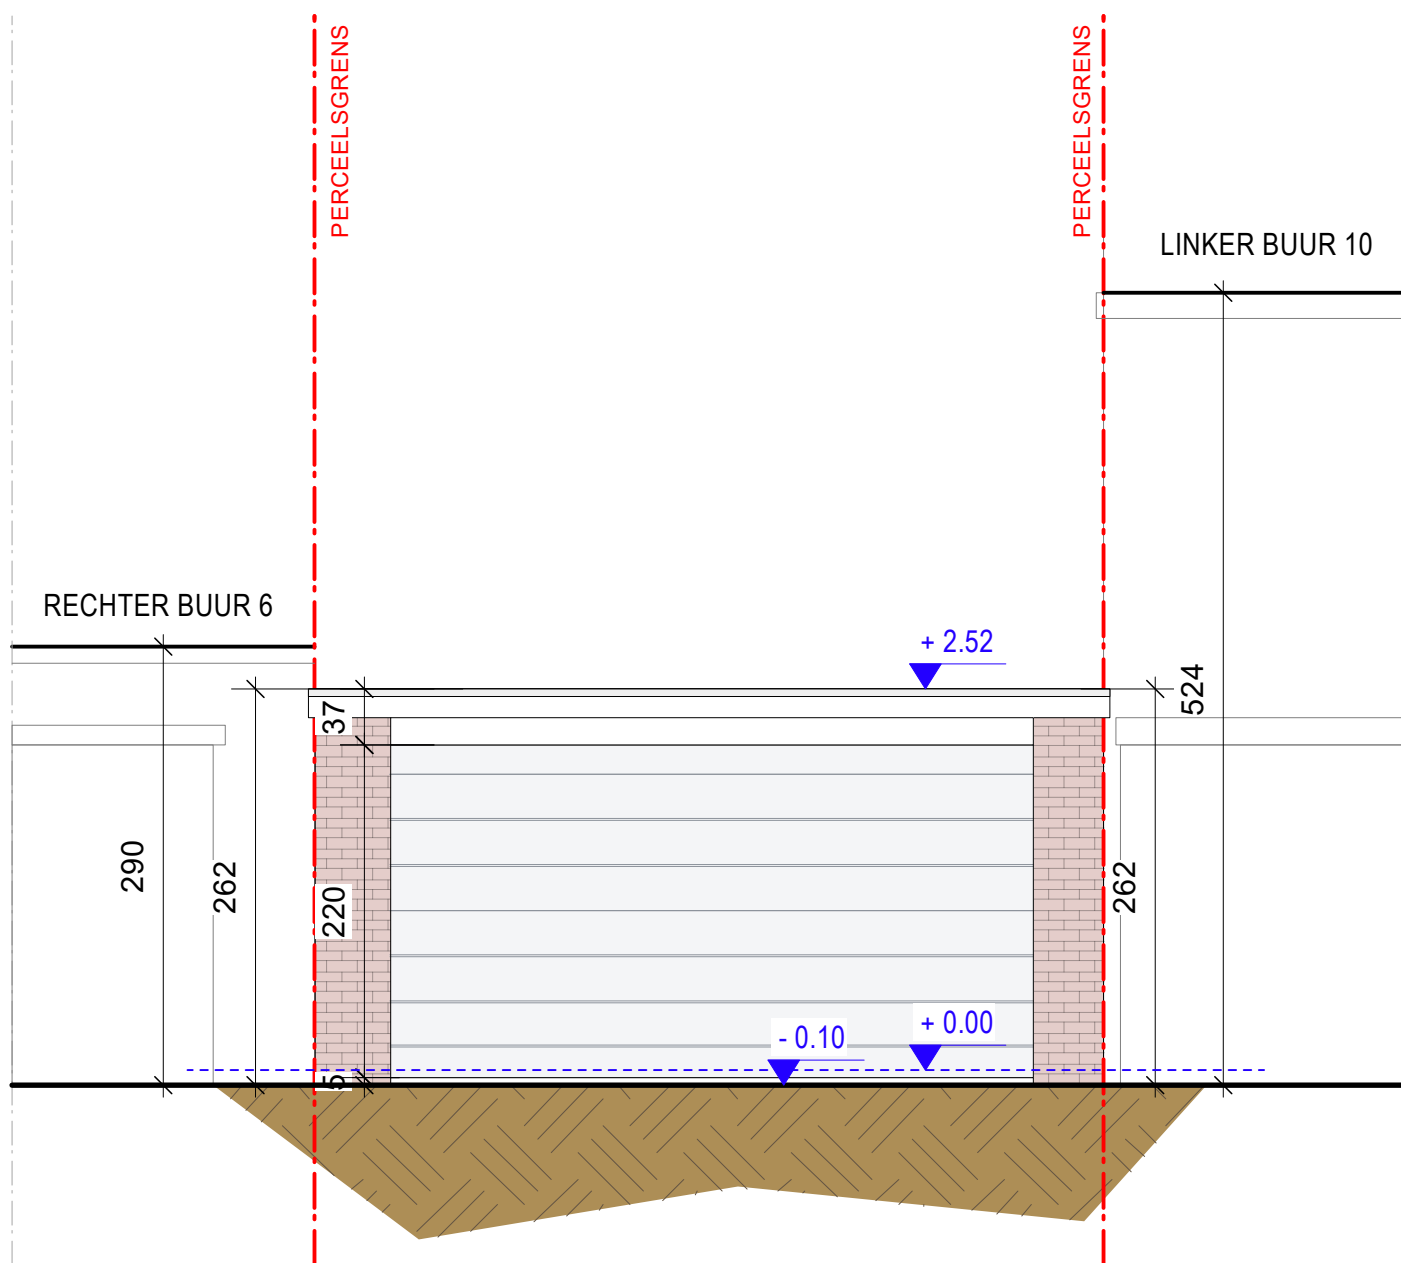 PERCEELSGRENS
PERCEELSGRENS
LINKER BUUR 10
RECHTER BUUR 6
+ 2.52
524
37
290
262
220
262
+ 0.00
- 0.10
5